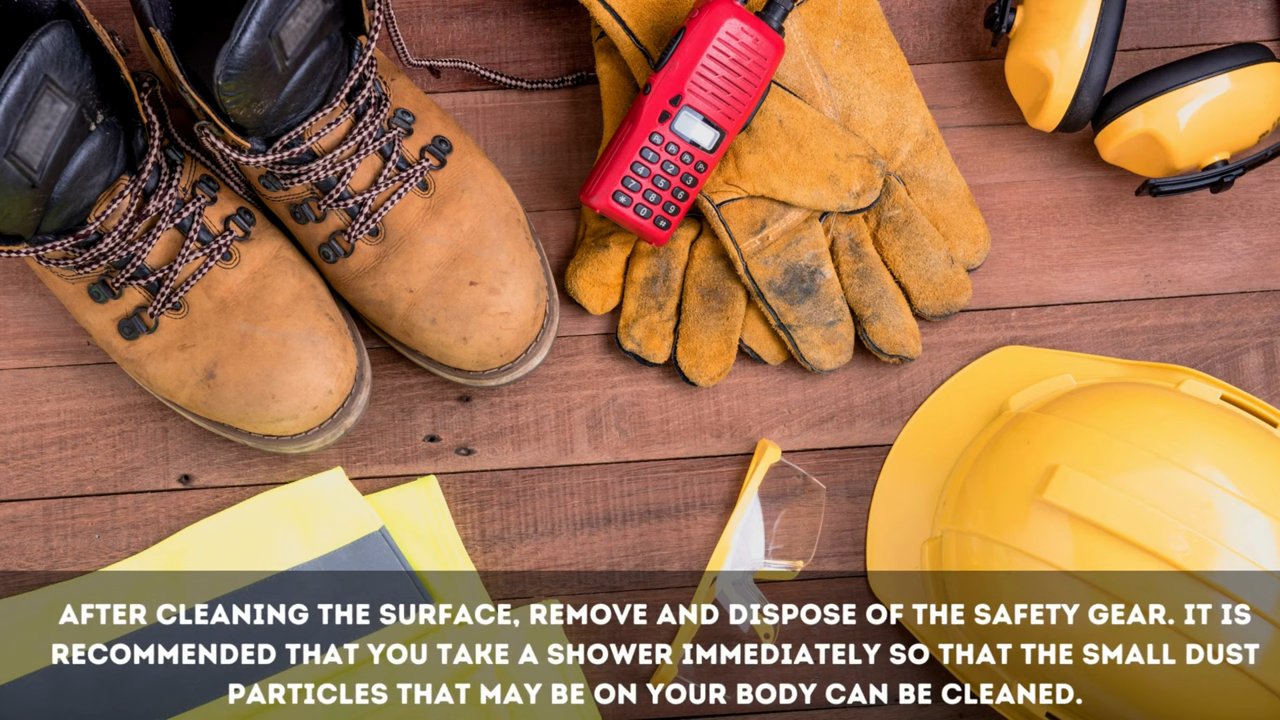 AFTER CLEANING THE SURFACE, REMOVE AND DISPOSE OF THE SAFETY GEAR. IT IS
RECOMMENDED THAT YOU TAKE A SHOWER IMMEDIATELY SO THAT THE SMALL DUST
PARTICLES THAT MAY BE ON YOUR BODY CAN BE CLEANED.